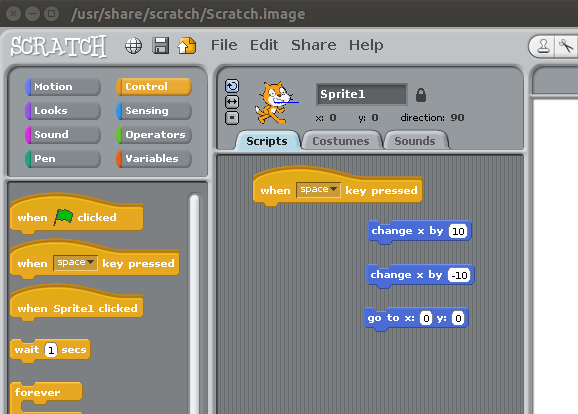 /usr/share/scratch/Scratch.image
SCRATCH File Edit Share Help
Motion Control
Looks Sensing
Sound Operators
Pen Variables
Sprite1
x: 0 y: 0 direction: 90
Scripts Costumes Sounds
when clicked
when space key pressed
when Sprite1 clicked
wait 1 secs
forever
when space key pressed
change x by 10
change x by -10
go to x: 0 y: 0